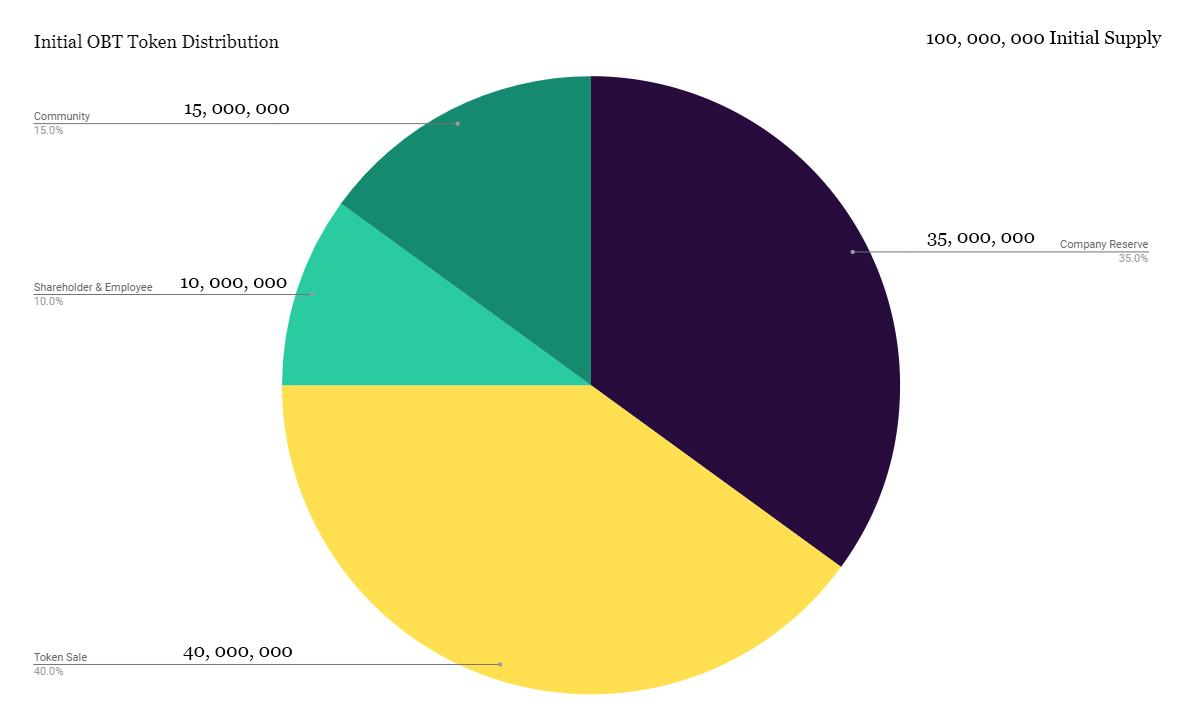 Initial OBT Token Distribution
100, 000, 000 Initial Supply
Community
15, 000, 000
15.0%
35, 000, 000
Company Reserve
35.0%
Shareholder & Employee
10, 000, 000
10.0%
Token Sale
40, 000, 000
40.0%